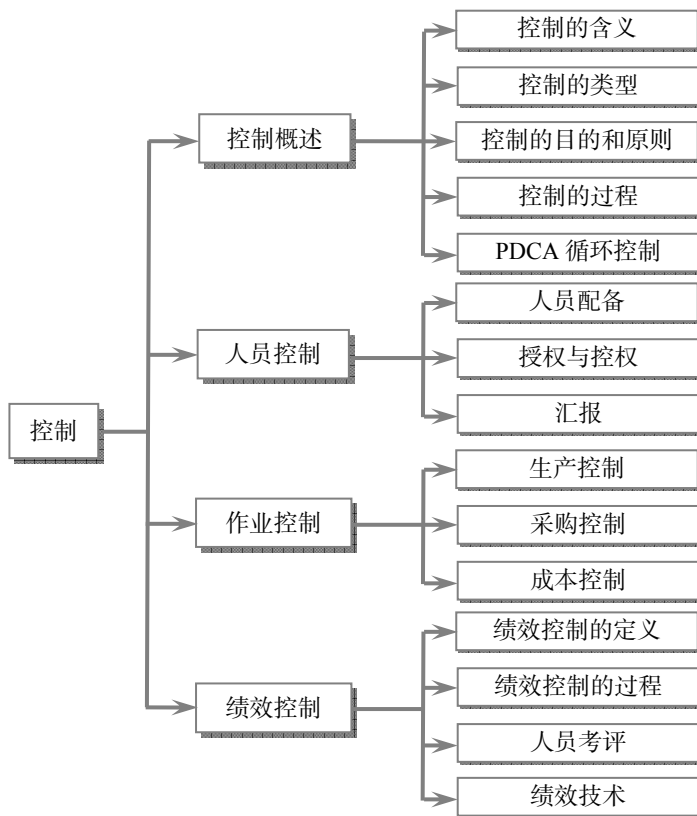 控制
控制概述
控制的含义
控制的类型
控制的目的和原则
控制的过程
PDCA 循环控制
人员控制
人员配备
授权与控权
汇报
作业控制
生产控制
采购控制
成本控制
绩效控制
绩效控制的定义
绩效控制的过程
人员考评
绩效技术